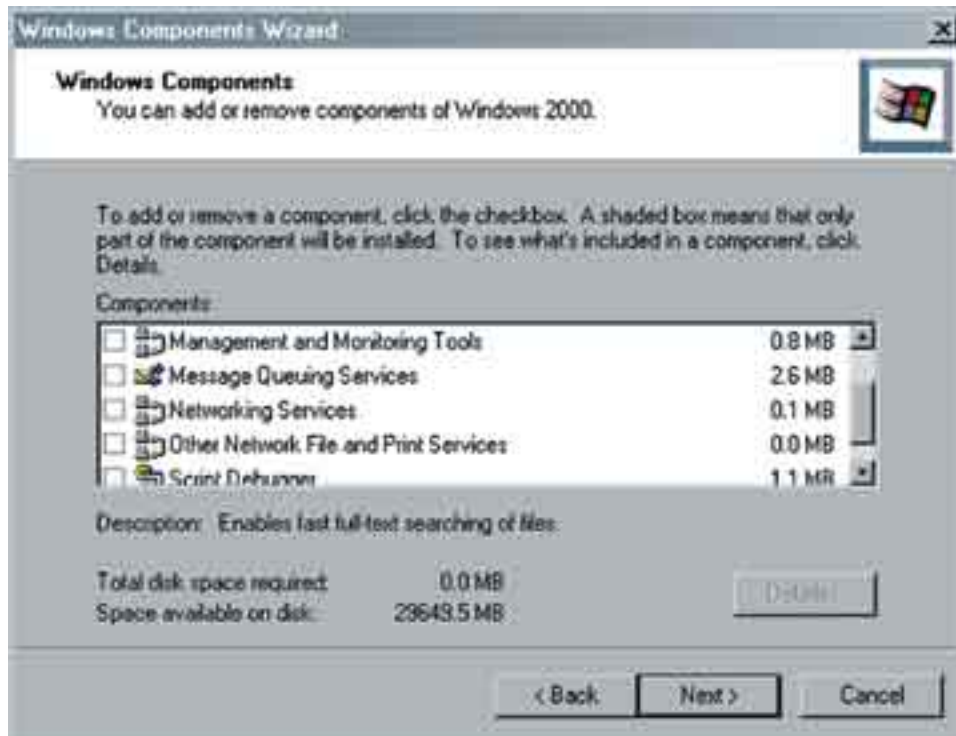 Windows Components Wizard
Windows Components
You can add or remove components of Windows 2000.
To add or remove a component, click the checkbox. A shaded box means that only
part of the component will be installed. To see what's included in a component, click
Details.
Components:
Management and Monitoring Tools 0.8 MB
Message Queuing Services 2.6 MB
Networking Services 0.1 MB
Other Network File and Print Services 0.0 MB
Script Debugger 1.1 MB
Description: Enables fast full-text searching of files
Total disk space required: 0.0 MB
Space available on disk: 29649.5 MB
Details
< Back Next > Cancel